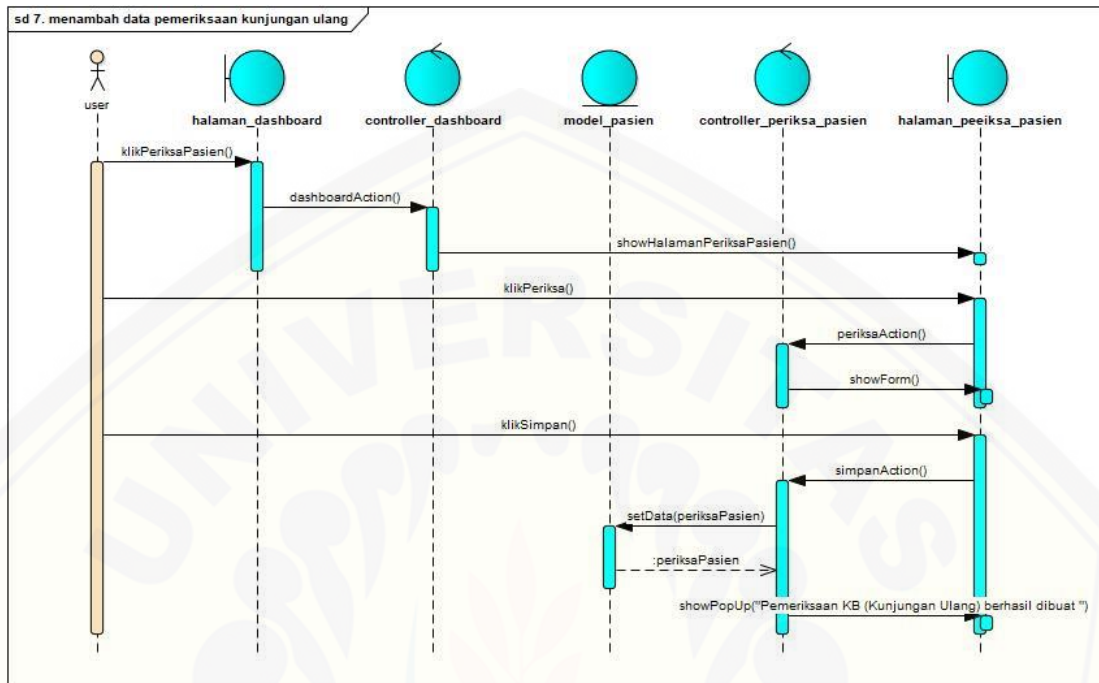 sd 7. menambah data pemeriksaan kunjungan ulang
user
halaman_dashboard
controller_dashboard
model_pasien
controller_periksa_pasien
halaman_peeiksa_pasien
klikPeriksaPasien()
dashboardAction()
showHalamanPeriksaPasien()
klikPeriksa()
periksaAction()
showForm()
klikSimpan()
simpanAction()
setData(periksaPasien)
:periksaPasien
showPopUp("Pemeriksaan KB (Kunjungan Ulang) berhasil dibuat ")
UNIVERSITAS